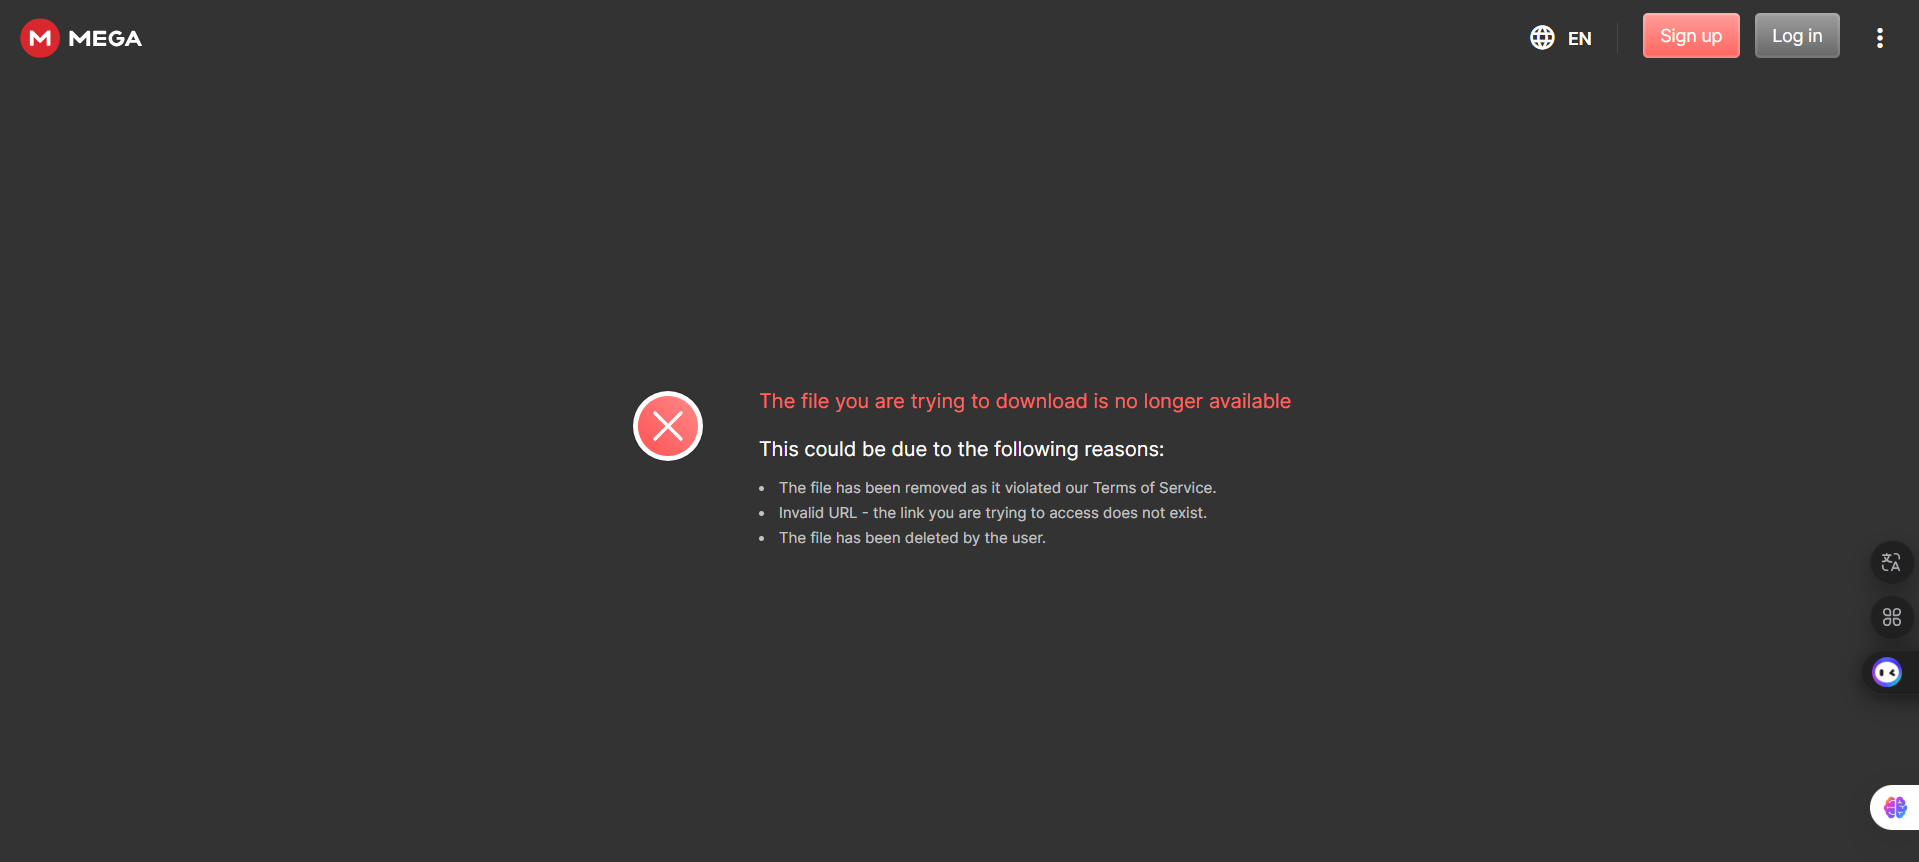 MEGA
EN
Sign up
Log in
The file you are trying to download is no longer available
This could be due to the following reasons:
• The file has been removed as it violated our Terms of Service.
• Invalid URL - the link you are trying to access does not exist.
• The file has been deleted by the user.